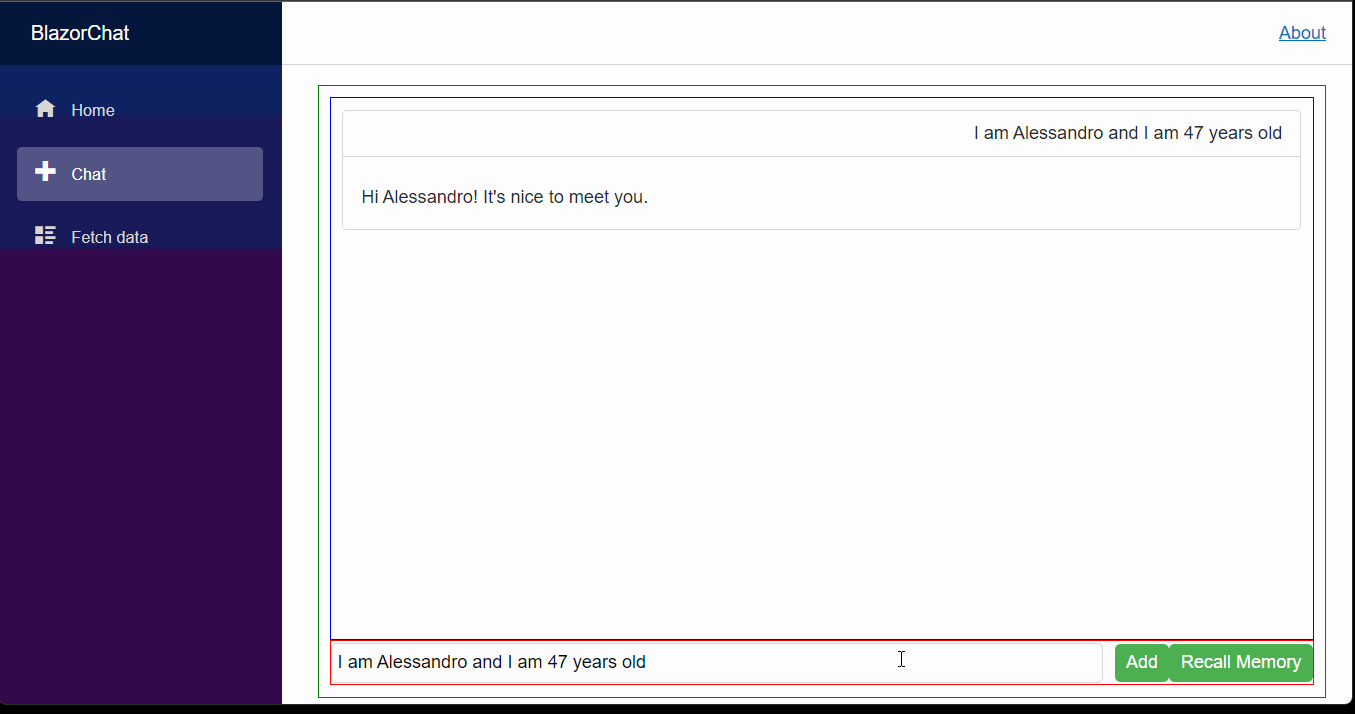 BlazorChat
About
Home
Chat
Fetch data
I am Alessandro and I am 47 years old
Hi Alessandro! It's nice to meet you.
I am Alessandro and I am 47 years old
Add
Recall Memory